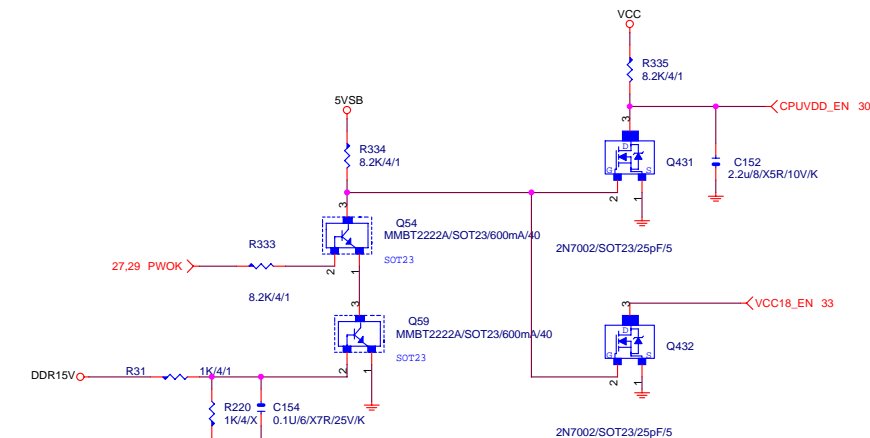 VCC
R335
8.2K/4/1
CPUVDD_EN 30
5VSB
R334
8.2K/4/1
3
D
G
S
Q431
2
1
C152
2.2u/8/X5R/10V/K
3
Q54
MMBT2222A/SOT23/600mA/40
SOT23
2N7002/SOT23/25pF/5
R333
27,29 PWOK
8.2K/4/1
2
1
3
VCC18_EN 33
Q59
MMBT2222A/SOT23/600mA/40
SOT23
D
G
S
Q432
2
1
DDR15V
R31
1K/4/1
2
1
R220
1K/4/X
C154
0.1U/6/X7R/25V/K
2N7002/SOT23/25pF/5